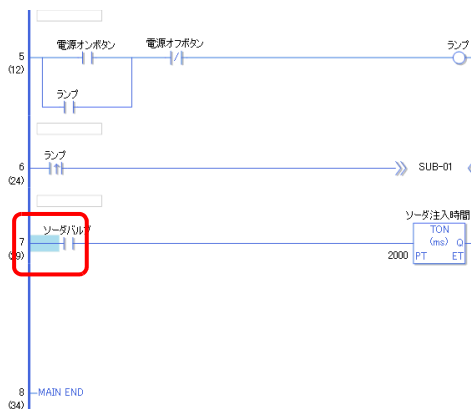 電源オンボタン 電源オフボタン ランプ
5
(12)
ランプ
ランプ
6 SUB-01
(24)
ソーダ注入時間
ソーダバルブ TON
7 (ms) Q
2000 PT ET
8 MAIN END
(34)